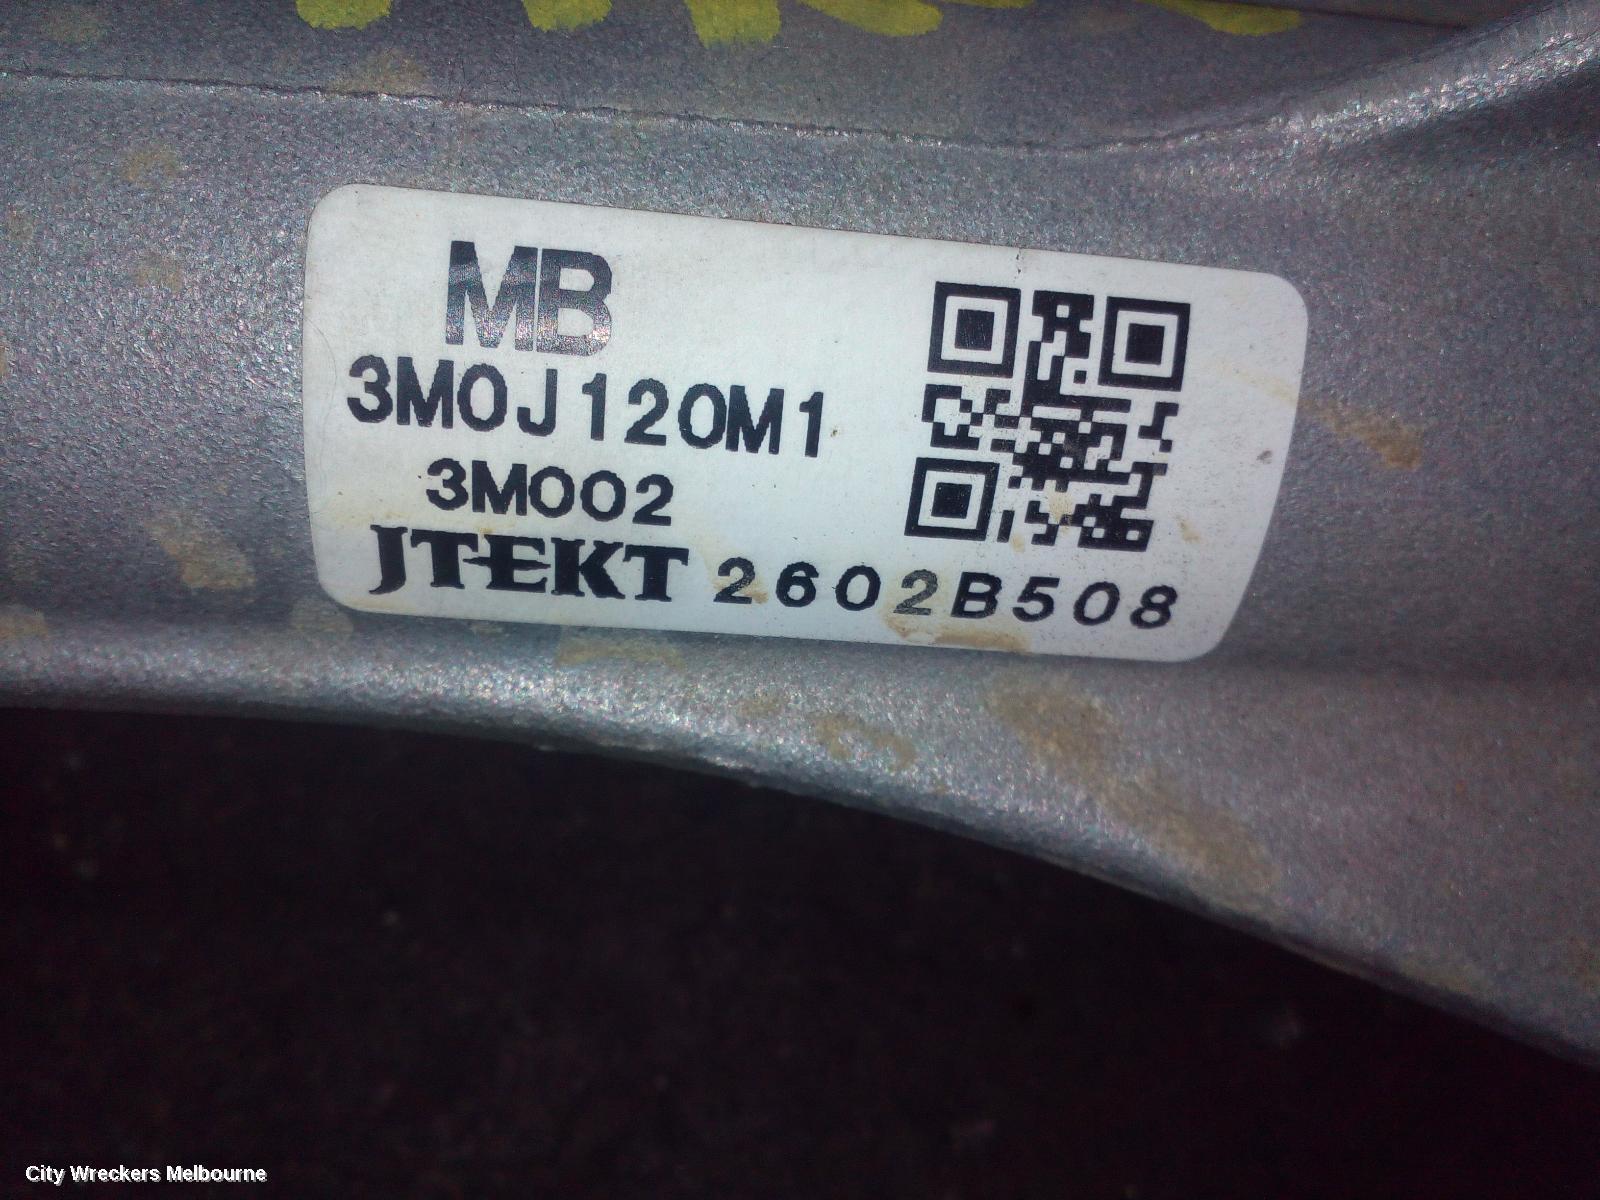 MB
3M0J120M1
3M002
JTEKT 2602B508
City Wreckers Melbourne